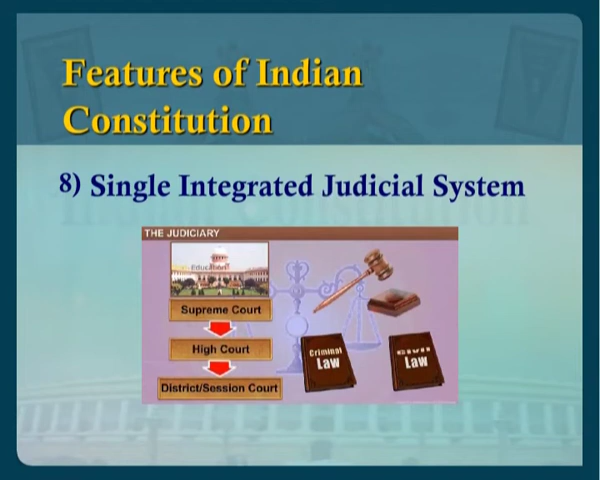 Features of Indian
Constitution
8) Single Integrated Judicial System
THE JUDICIARY
Education
Supreme Court
High Court
District/Session Court
Criminal
Law
Civil
Law